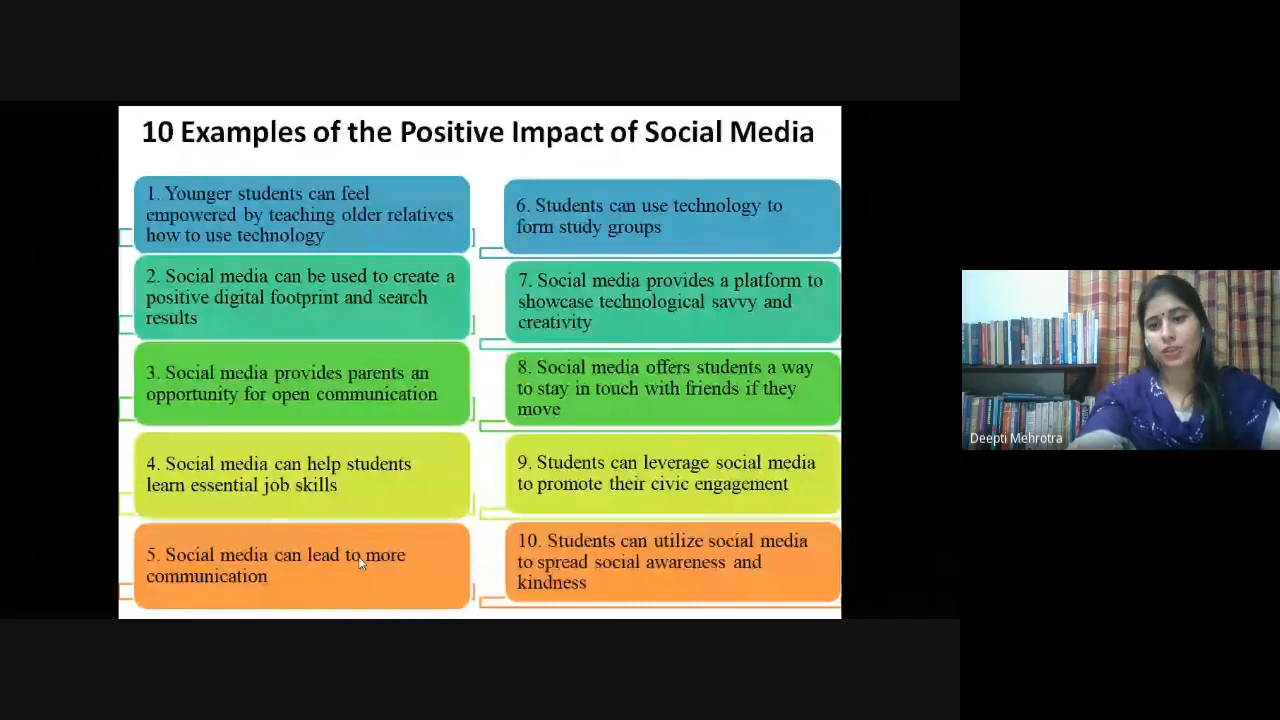 10 Examples of the Positive Impact of Social Media
1. Younger students can feel
empowered by teaching older relatives
how to use technology
2. Social media can be used to create a
positive digital footprint and search
results
3. Social media provides parents an
opportunity for open communication
4. Social media can help students
learn essential job skills
5. Social media can lead to more
communication
6. Students can use technology to
form study groups
7. Social media provides a platform to
showcase technological savvy and
creativity
8. Social media offers students a way
to stay in touch with friends if they
move
9. Students can leverage social media
to promote their civic engagement
10. Students can utilize social media
to spread social awareness and
kindness
Deepti Mehrotra